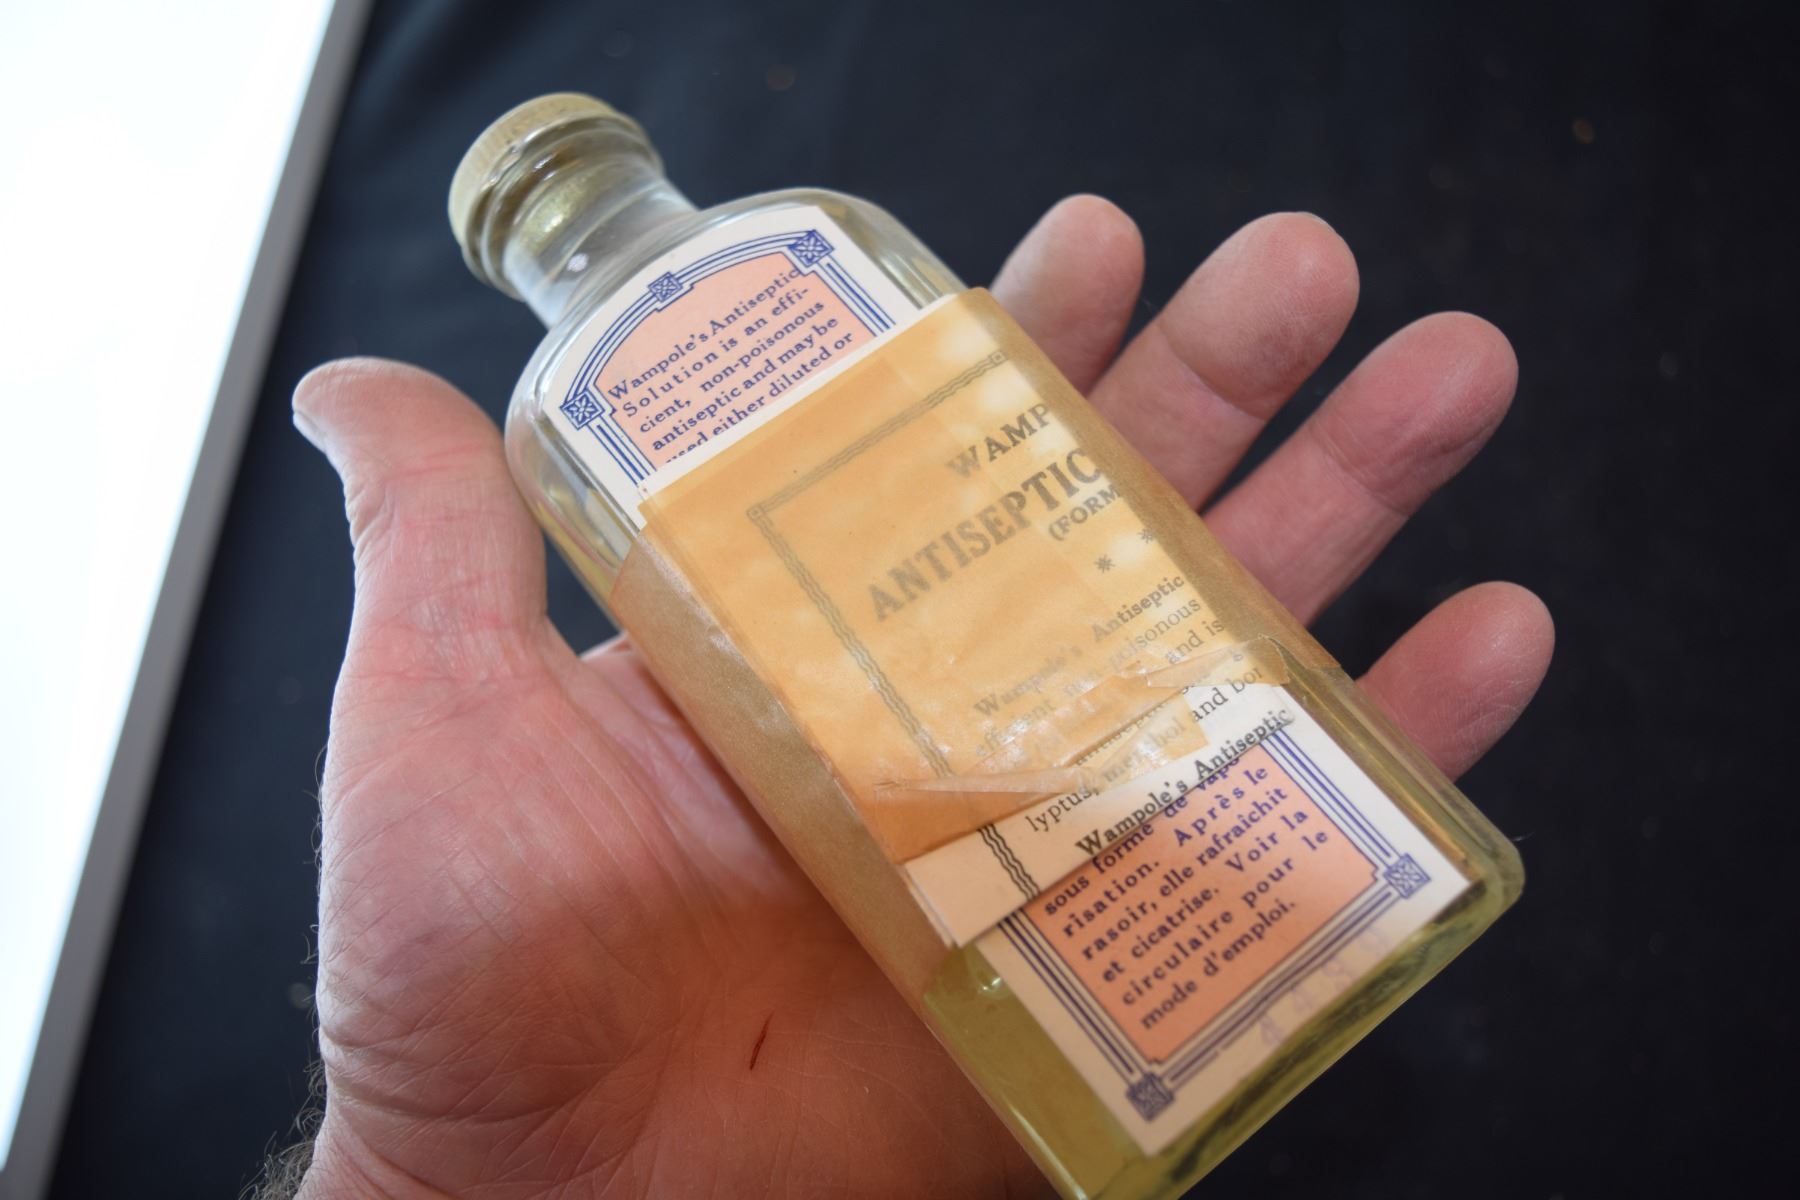 Wampole's Antiseptic
Solution is an effi-
cient, non-poisonous
antiseptic and may be
used either diluted or
WAMP
ANTISEPTIC
(FORM
* *
Wampole's Antiseptic
efficient non-poisonous
and is
antiseptic
lyptus, menthol and bor
Wampole's Antiseptic
sous forme de vapo
risation. Après le
rasoir, elle rafraîchit
et cicatrise. Voir la
circulaire pour le
mode d'emploi.